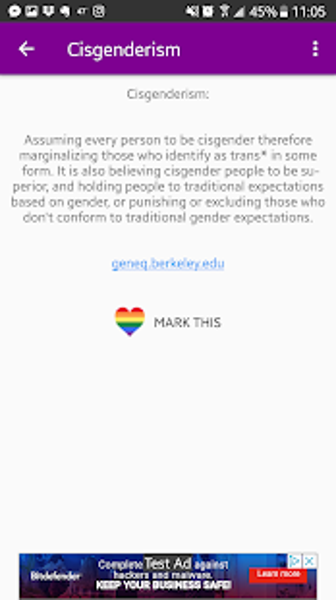 47 45% 11:05
Cisgenderism
Cisgenderism:
Assuming every person to be cisgender therefore
marginalizing those who identify as trans* in some
form. It is also believing cisgender people to be su-
perior, and holding people to traditional expectations
based on gender, or punishing or excluding those who
don't conform to traditional gender expectations.
geneq.berkeley.edu
MARK THIS
Complete Test Ad against
hackers and malware.
KEEP YOUR BUSINESS SAFE!
Bitdefender
Learn more